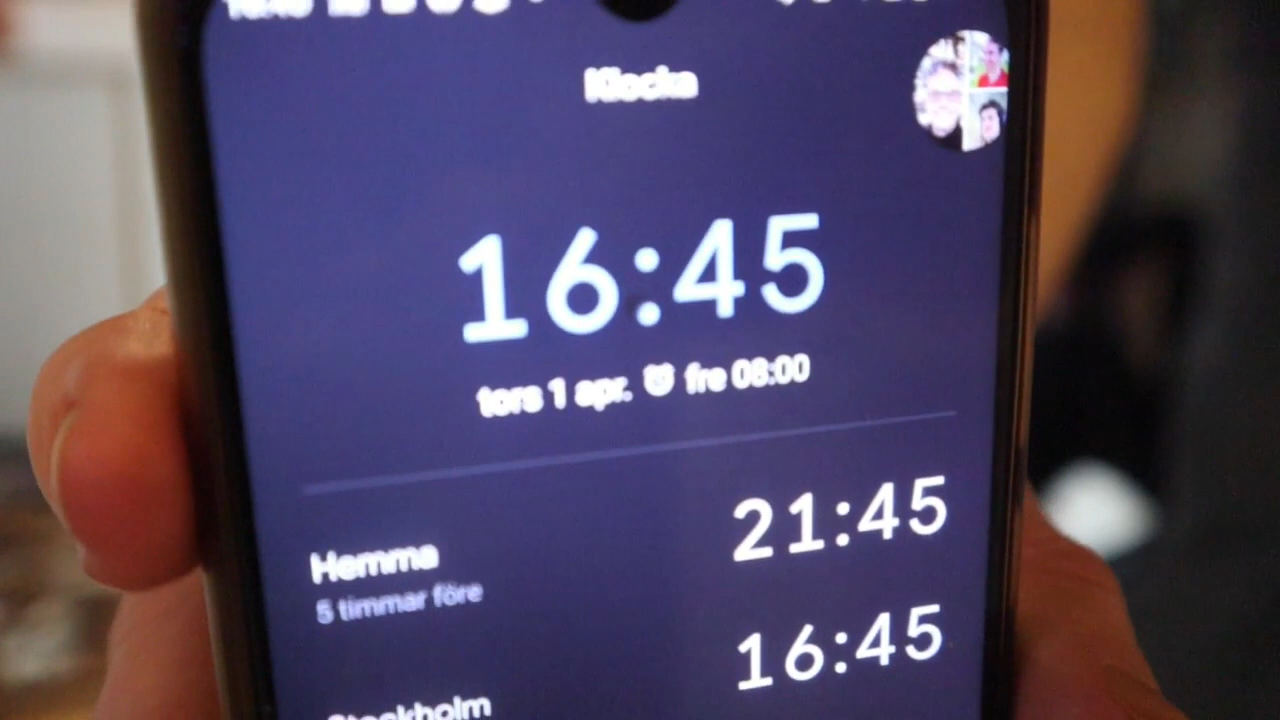 Klocka
16:45
tors 1 apr. fre 08:00
Hemma 21:45
5 timmar före
Stockholm 16:45